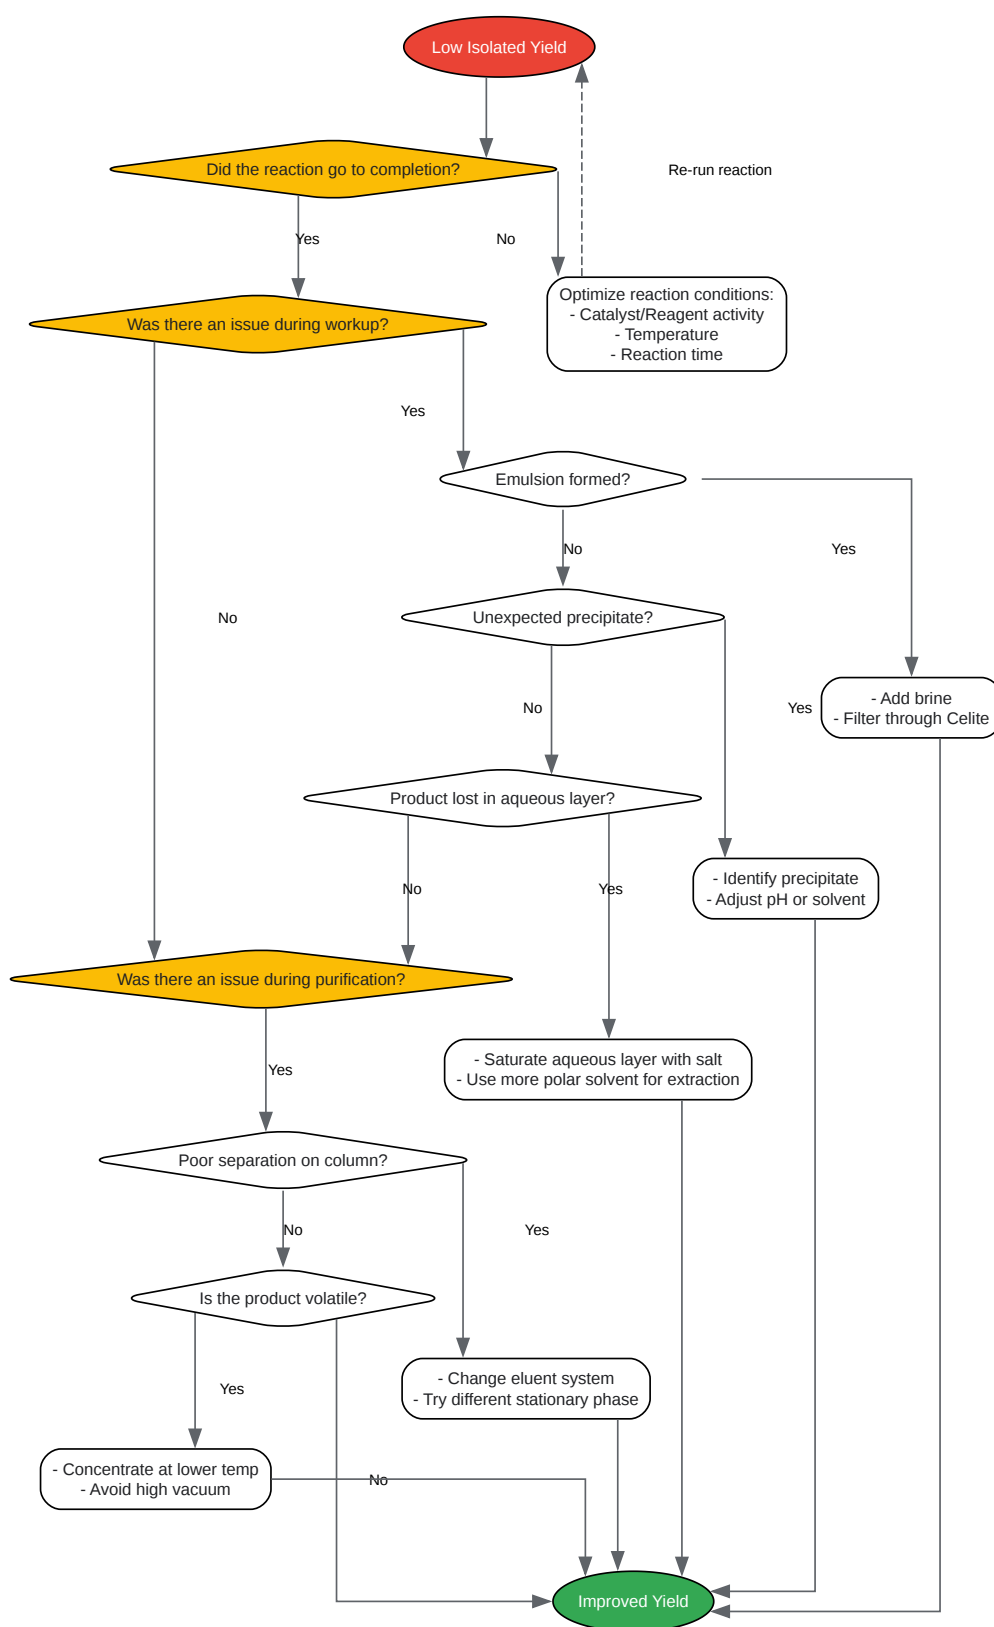 Low Isolated Yield
Did the reaction go to completion?
Re-run reaction
Yes
No
Optimize reaction conditions:
- Catalyst/Reagent activity
- Temperature
- Reaction time
Was there an issue during workup?
Yes
Emulsion formed?
No
Yes
No
Unexpected precipitate?
No
Yes
- Add brine
- Filter through Celite
Product lost in aqueous layer?
No
Yes
- Identify precipitate
- Adjust pH or solvent
Was there an issue during purification?
Yes
- Saturate aqueous layer with salt
- Use more polar solvent for extraction
Poor separation on column?
No
Yes
Is the product volatile?
Yes
- Change eluent system
- Try different stationary phase
- Concentrate at lower temp
- Avoid high vacuum
No
Improved Yield